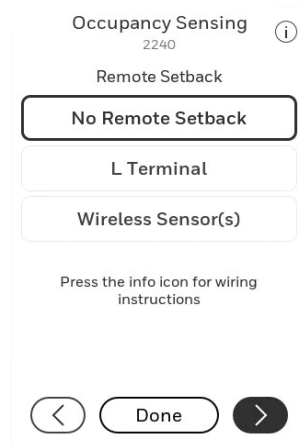 Occupancy Sensing
i
2240
Remote Setback
No Remote Setback
L Terminal
Wireless Sensor(s)
Press the info icon for wiring
instructions
Done